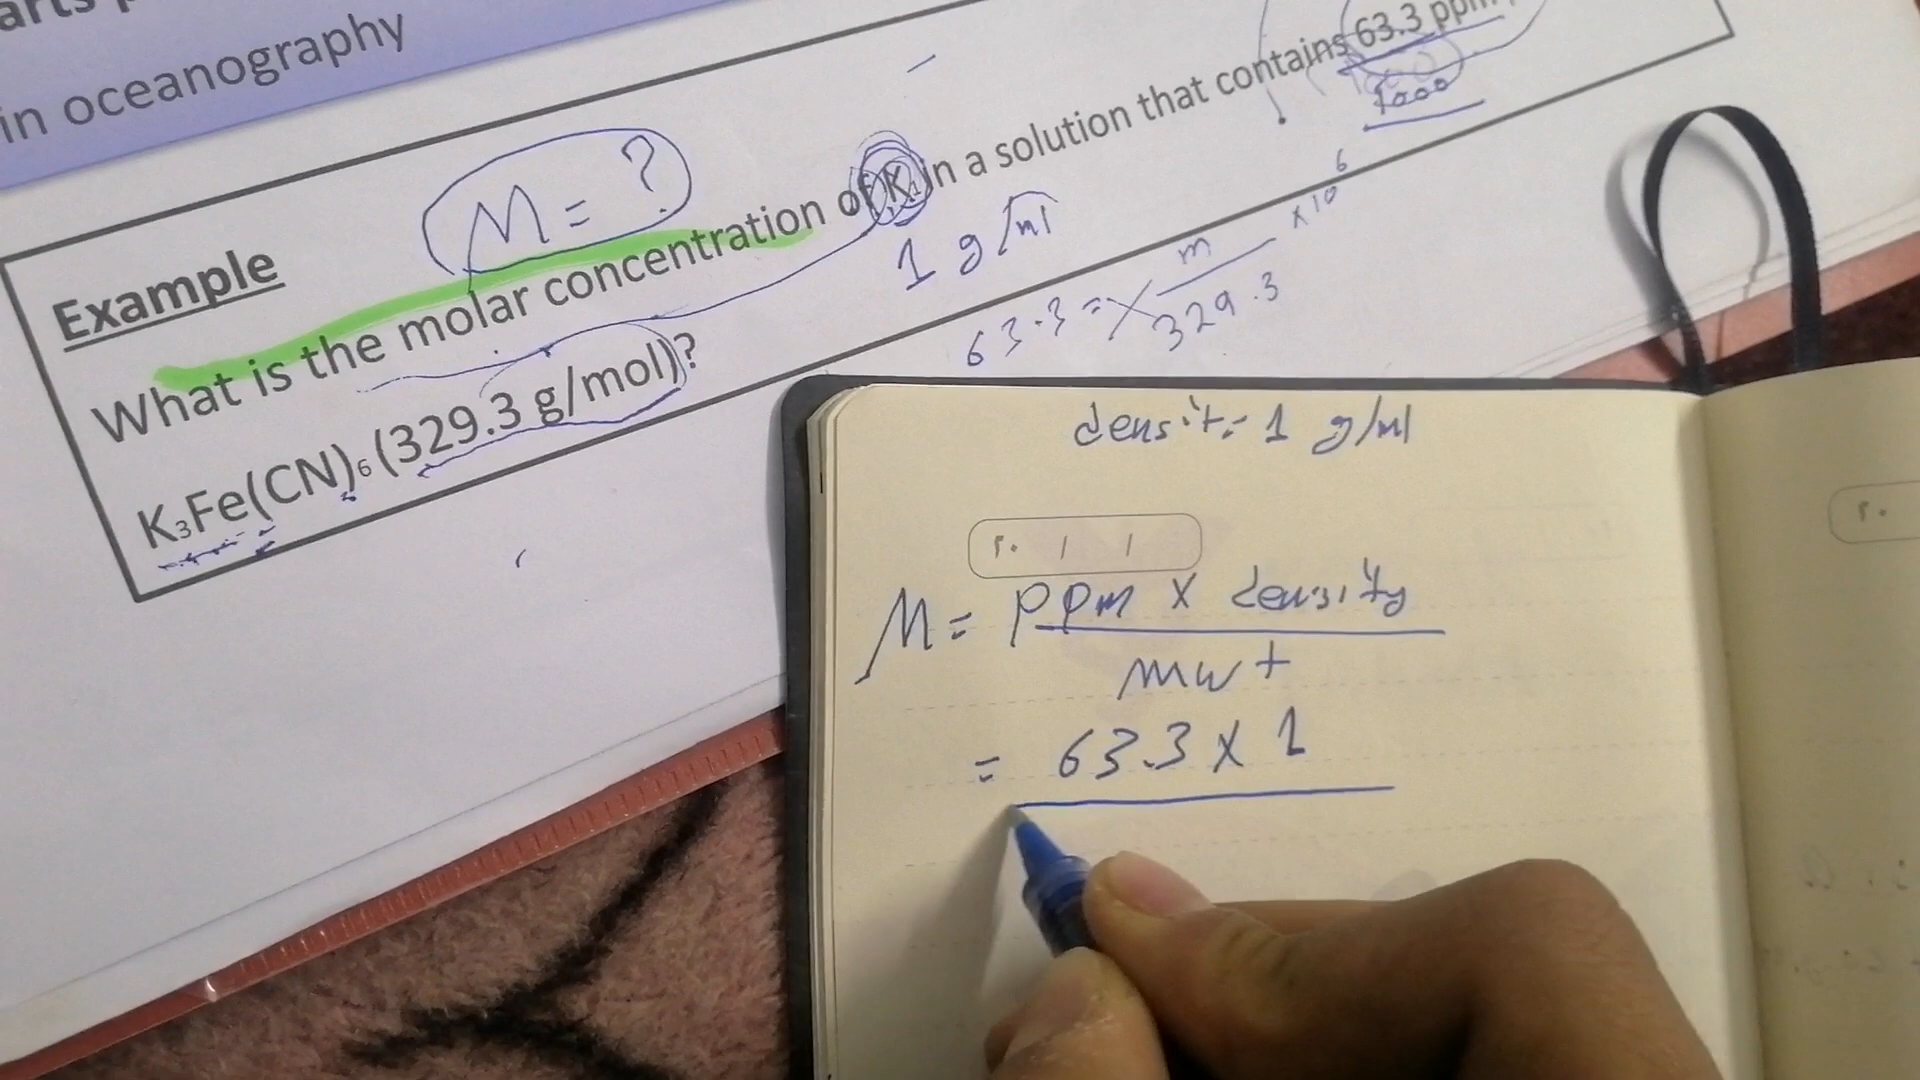 in oceanography
Example
M = ?
What is the molar concentration of K in a solution that contains 63.3 ppm
1000
1 g/ml
K3Fe(CN)6 (329.3 g/mol)?
63.3 = m / 329.3 × 10^6
density = 1 g/ml
M = ppm × density
mwt
= 63.3 × 1